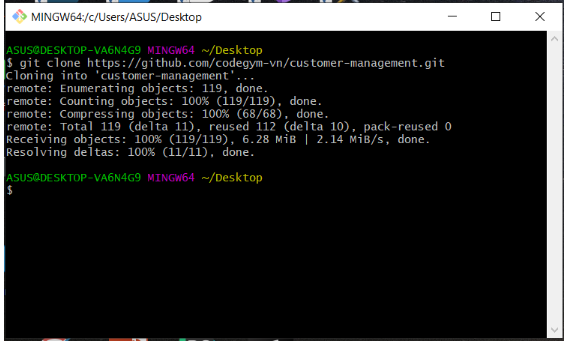 MINGW64:/c/Users/ASUS/Desktop
ASUS@DESKTOP-VA6N4G9 MINGW64 ~/Desktop
$ git clone https://github.com/codegym-vn/customer-management.git
Cloning into 'customer-management'...
remote: Enumerating objects: 119, done.
remote: Counting objects: 100% (119/119), done.
remote: Compressing objects: 100% (68/68), done.
remote: Total 119 (delta 11), reused 112 (delta 10), pack-reused 0
Receiving objects: 100% (119/119), 6.28 MiB | 2.14 MiB/s, done.
Resolving deltas: 100% (11/11), done.
ASUS@DESKTOP-VA6N4G9 MINGW64 ~/Desktop
$